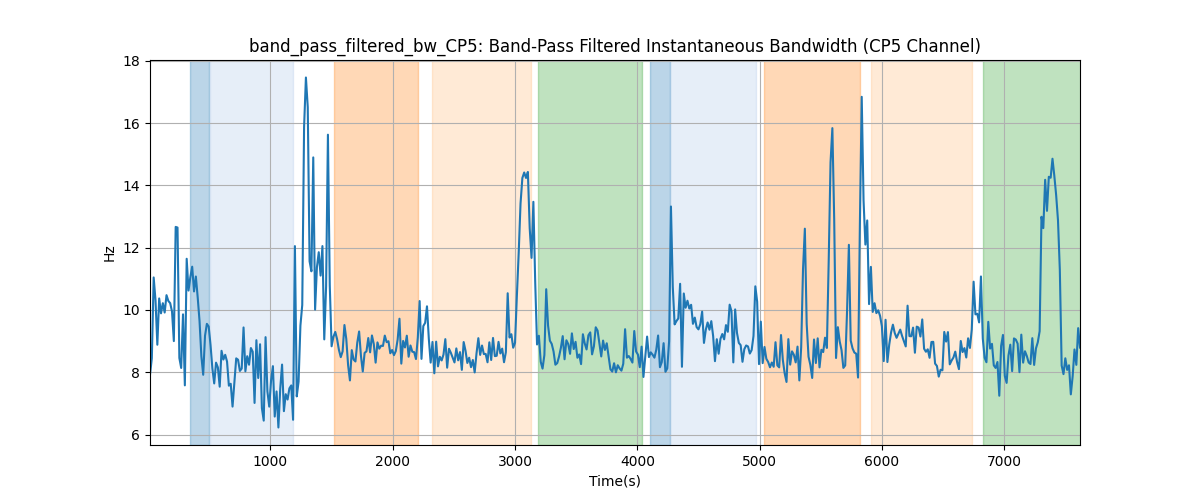 band_pass_filtered_bw_CP5: Band-Pass Filtered Instantaneous Bandwidth (CP5 Channel)
18
16
14
12
10
8
6
Hz
1000 2000 3000 4000 5000 6000 7000
Time(s)